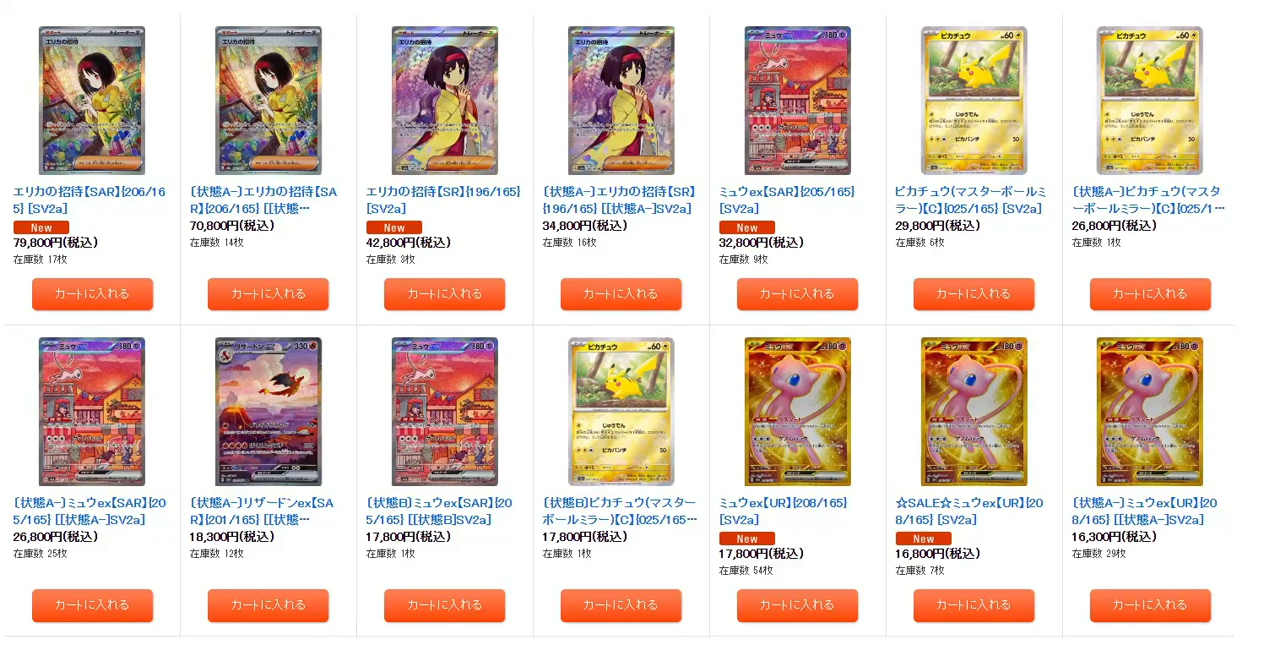 エリカの招待【SAR】{206/16
5} [SV2a]
New
79,800円(税込)
在庫数 17枚
カートに入れる
〔状態A-〕エリカの招待【SA
R】{206/165} [[状態…
70,800円(税込)
在庫数 14枚
カートに入れる
エリカの招待【SR】{196/165}
[SV2a]
New
42,800円(税込)
在庫数 3枚
カートに入れる
〔状態A-〕エリカの招待【SR】
{196/165} [[状態A-]SV2a]
34,800円(税込)
在庫数 16枚
カートに入れる
ミュウex【SAR】{205/165}
[SV2a]
New
32,800円(税込)
在庫数 9枚
カートに入れる
ピカチュウ(マスターボールミ
ラー)【C】{025/165} [SV2a]
29,800円(税込)
在庫数 6枚
カートに入れる
〔状態A-〕ピカチュウ(マスタ
ーボールミラー)【C】{025/1…
26,800円(税込)
在庫数 1枚
カートに入れる
〔状態A-〕ミュウex【SAR】{20
5/165} [[状態A-]SV2a]
26,800円(税込)
在庫数 25枚
カートに入れる
〔状態A-〕リザードンex【SA
R】{201/165} [[状態…
18,300円(税込)
在庫数 12枚
カートに入れる
〔状態B〕ミュウex【SAR】{20
5/165} [[状態B]SV2a]
17,800円(税込)
在庫数 1枚
カートに入れる
〔状態B〕ピカチュウ(マスター
ボールミラー)【C】{025/165…
17,800円(税込)
在庫数 1枚
カートに入れる
ミュウex【UR】{208/165}
[SV2a]
New
17,800円(税込)
在庫数 54枚
カートに入れる
☆SALE☆ミュウex【UR】{20
8/165} [SV2a]
New
16,800円(税込)
在庫数 7枚
カートに入れる
〔状態A-〕ミュウex【UR】{20
8/165} [[状態A-]SV2a]
16,300円(税込)
在庫数 29枚
カートに入れる